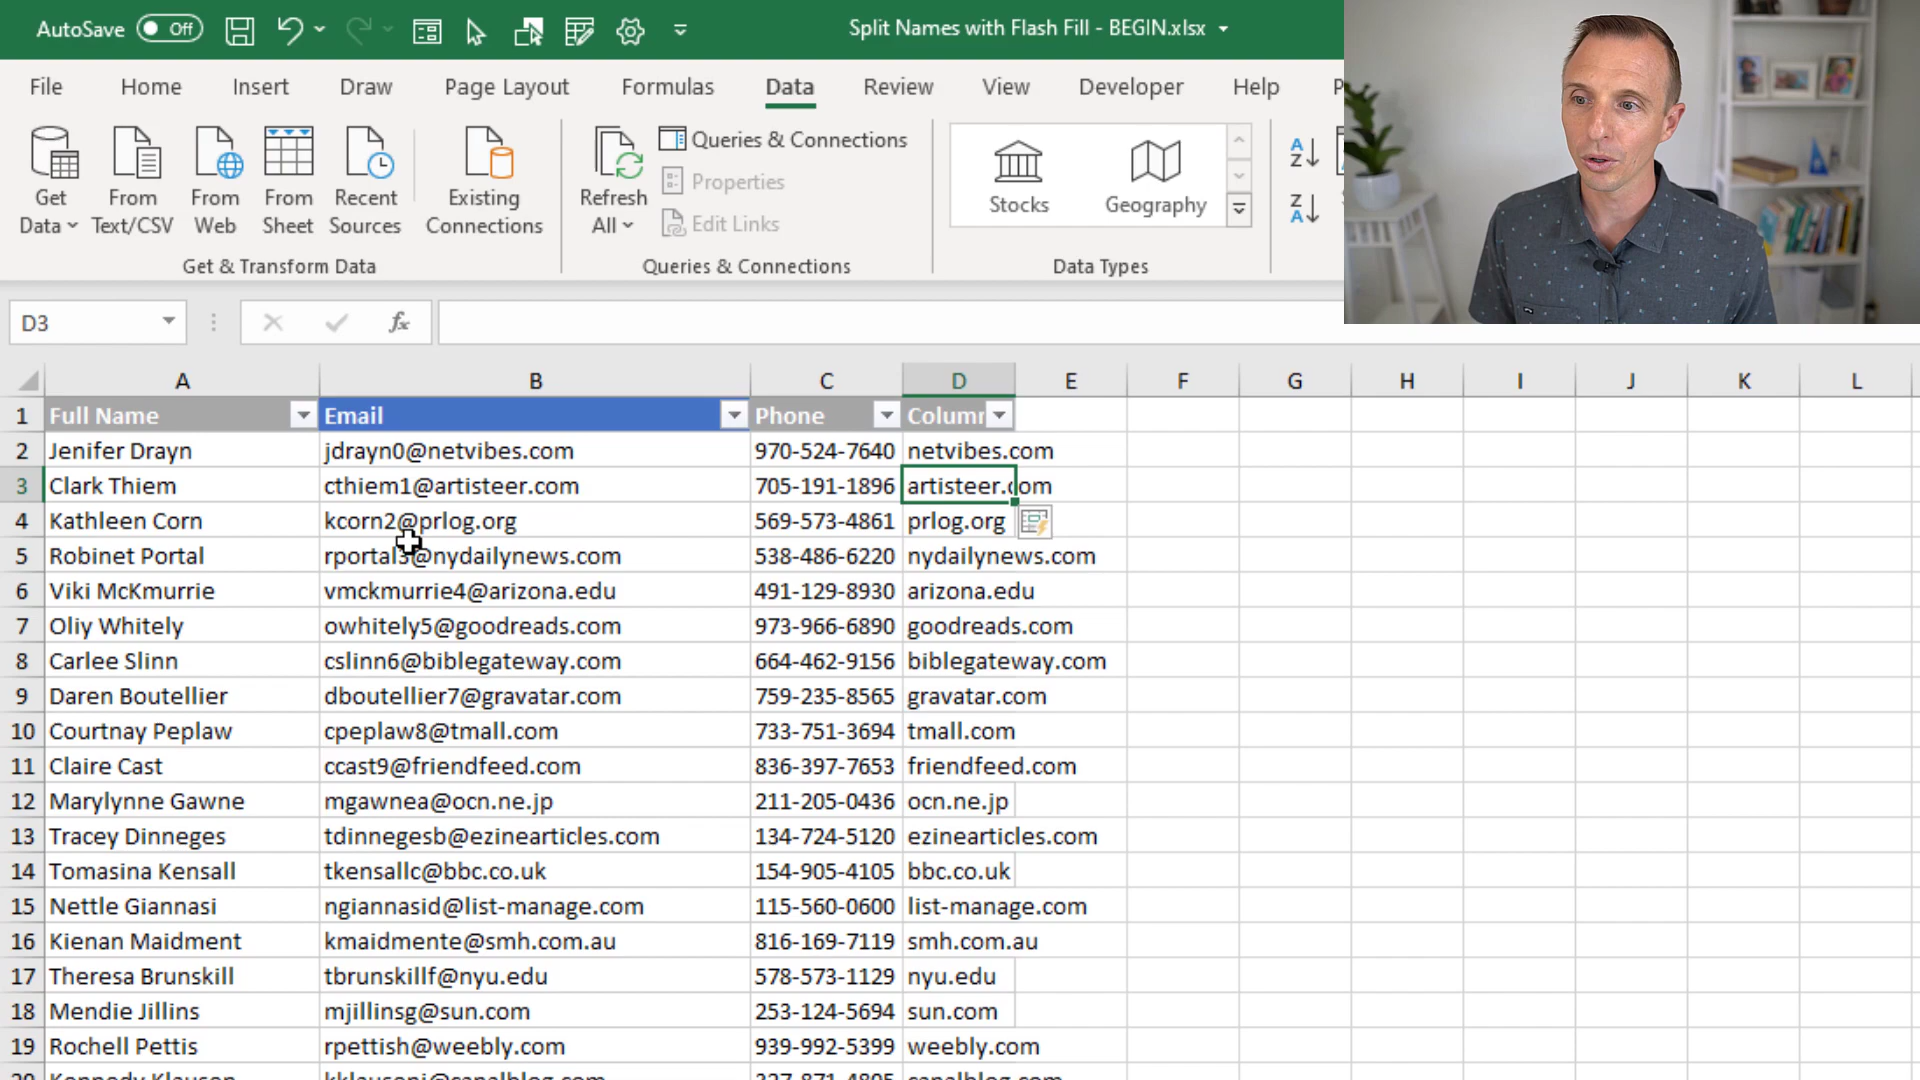 AutoSave Off Split Names with Flash Fill - BEGIN.xlsx
File Home Insert Draw Page Layout Formulas Data Review View Developer Help
Get Data From Text/CSV From Web From Sheet Recent Sources Existing Connections Refresh All Queries & Connections Properties Edit Links Stocks Geography
Get & Transform Data Queries & Connections Data Types
D3 fx
A B C D E F G H I J K L
1 Full Name Email Phone Column
2 Jenifer Drayn jdrayn0@netvibes.com 970-524-7640 netvibes.com
3 Clark Thiem cthiem1@artisteer.com 705-191-1896 artisteer.com
4 Kathleen Corn kcorn2@prlog.org 569-573-4861 prlog.org
5 Robinet Portal rportal3@nydailynews.com 538-486-6220 nydailynews.com
6 Viki McKmurrie vmckmurrie4@arizona.edu 491-129-8930 arizona.edu
7 Oliy Whitely owhitely5@goodreads.com 973-966-6890 goodreads.com
8 Carlee Slinn cslinn6@biblegateway.com 664-462-9156 biblegateway.com
9 Daren Boutellier dboutellier7@gravatar.com 759-235-8565 gravatar.com
10 Courtnay Peplaw cpeplaw8@tmall.com 733-751-3694 tmall.com
11 Claire Cast ccast9@friendfeed.com 836-397-7653 friendfeed.com
12 Marylynne Gawne mgawnea@ocn.ne.jp 211-205-0436 ocn.ne.jp
13 Tracey Dinneges tdinnegesb@ezinearticles.com 134-724-5120 ezinearticles.com
14 Tomasina Kensall tkensallc@bbc.co.uk 154-905-4105 bbc.co.uk
15 Nettle Giannasi ngiannasid@list-manage.com 115-560-0600 list-manage.com
16 Kienan Maidment kmaidmente@smh.com.au 816-169-7119 smh.com.au
17 Theresa Brunskill tbrunskillf@nyu.edu 578-573-1129 nyu.edu
18 Mendie Jillins mjillinsg@sun.com 253-124-5694 sun.com
19 Rochell Pettis rpettish@weebly.com 939-992-5399 weebly.com